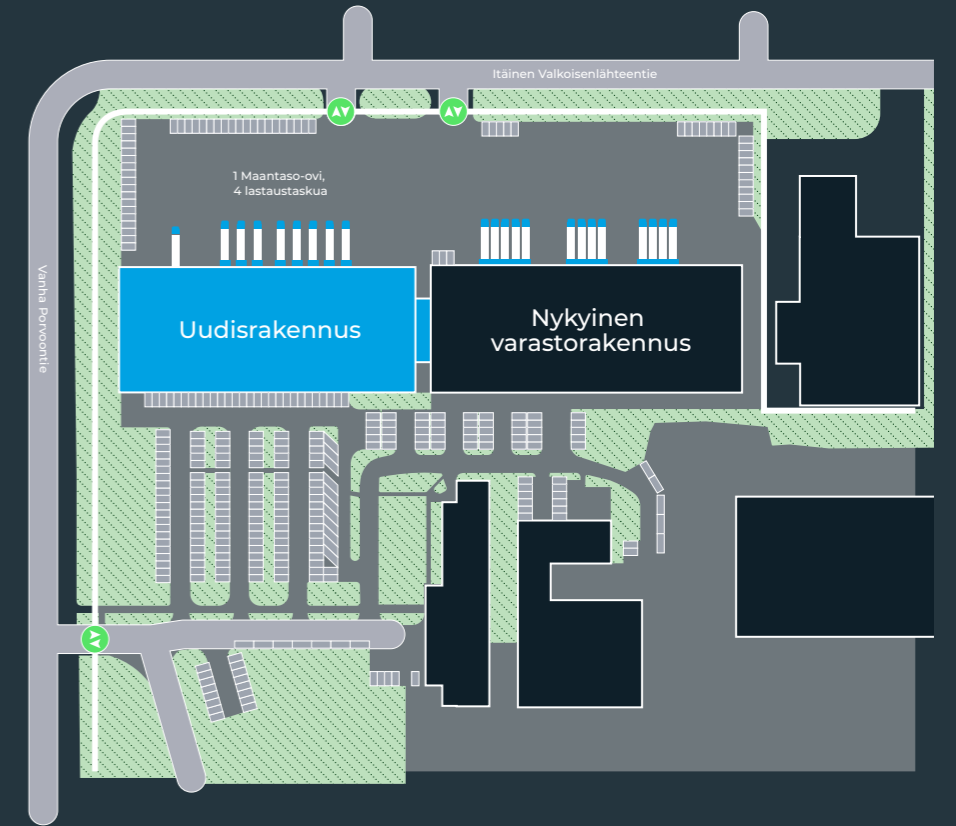 Itäinen Valkoisenlähteentie
1 Maantaso-ovi,
4 lastaustaskua
Vanha Porvoontie
Uudisrakennus
Nykyinen
varastorakennus